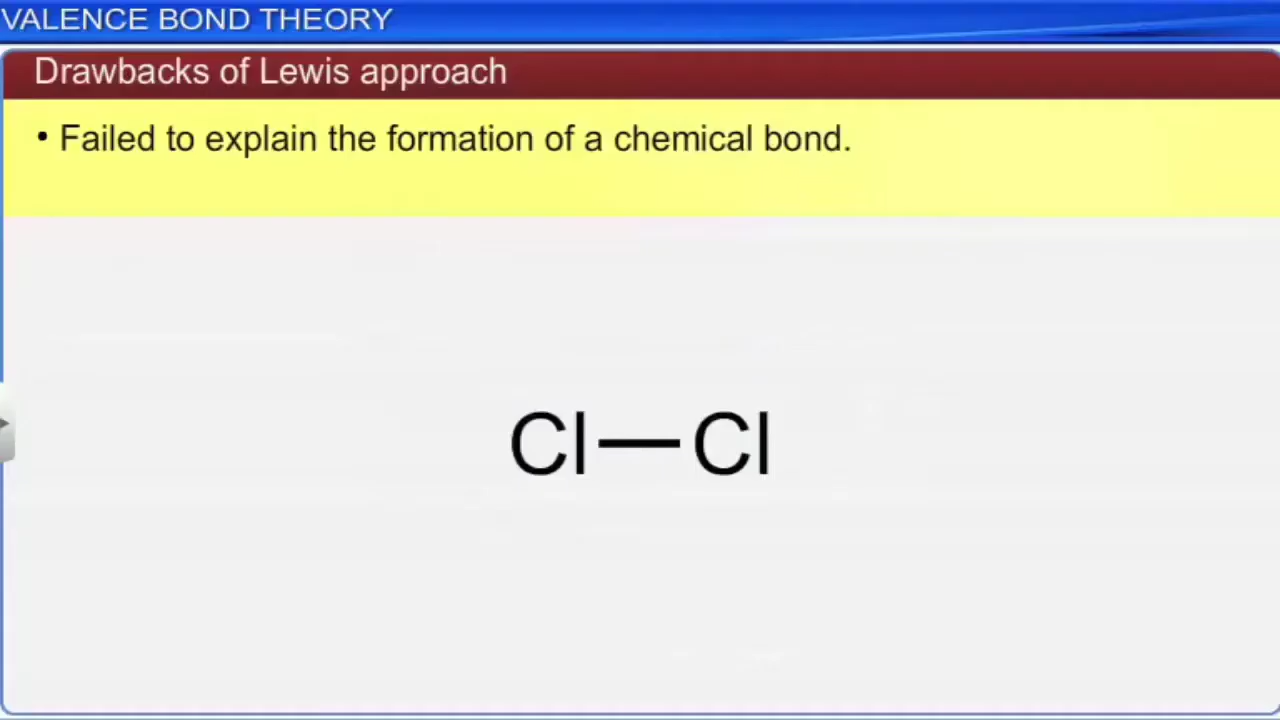 VALENCE BOND THEORY
Drawbacks of Lewis approach
• Failed to explain the formation of a chemical bond.
Cl—Cl